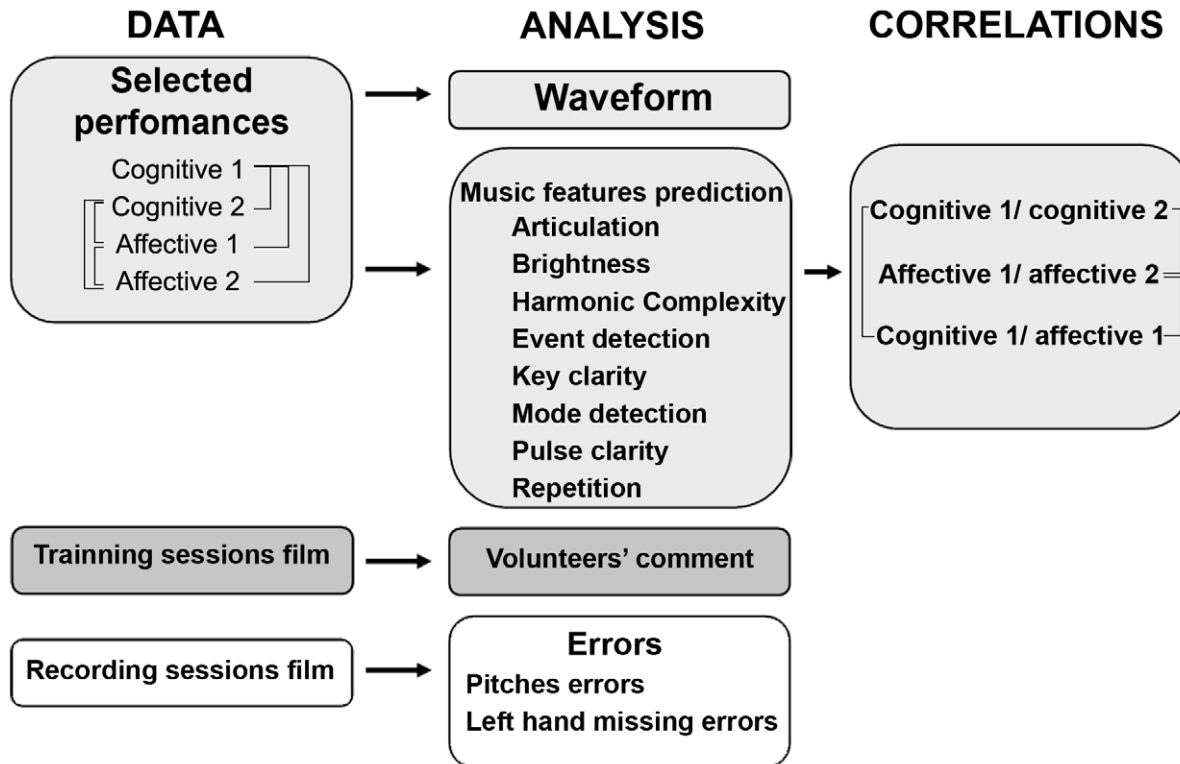 DATA
Selected
perfomances
Cognitive 1
Cognitive 2
Affective 1
Affective 2
Trainning sessions film
Recording sessions film
ANALYSIS
Waveform
Music features prediction
Articulation
Brightness
Harmonic Complexity
Event detection
Key clarity
Mode detection
Pulse clarity
Repetition
Volunteers' comment
Errors
Pitches errors
Left hand missing errors
CORRELATIONS
Cognitive 1/ cognitive 2
Affective 1/ affective 2
Cognitive 1/ affective 1